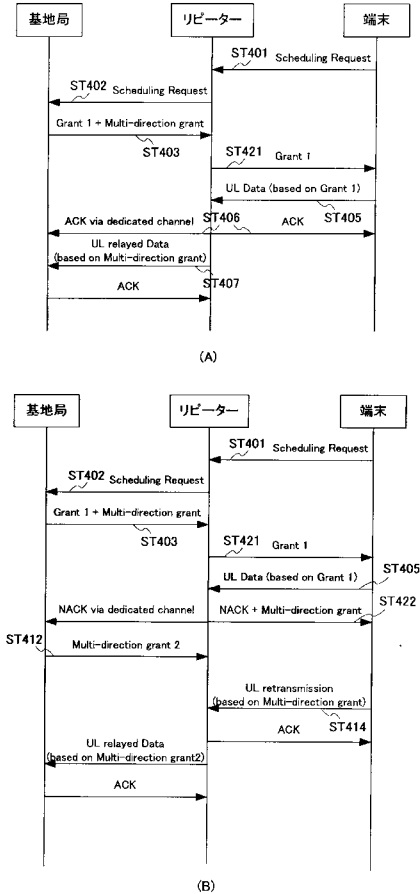 基地局
リピーター
端末
ST401
Scheduling Request
ST402
Scheduling Request
Grant 1 + Multi-direction grant
ST403
ST421
Grant 1
UL Data (based on Grant 1)
ACK via dedicated channel
ST406
ACK
ST405
UL relayed Data
(based on Multi-direction grant)
ST407
ACK
(A)
基地局
リピーター
端末
ST401
Scheduling Request
ST402
Scheduling Request
Grant 1 + Multi-direction grant
ST403
ST421
Grant 1
ST405
UL Data (based on Grant 1)
NACK via dedicated channel
NACK + Multi-direction grant
ST422
ST412
Multi-direction grant 2
UL retransmission
(based on Multi-direction grant)
ST414
ACK
UL relayed Data
(based on Multi-direction grant2)
ACK
(B)